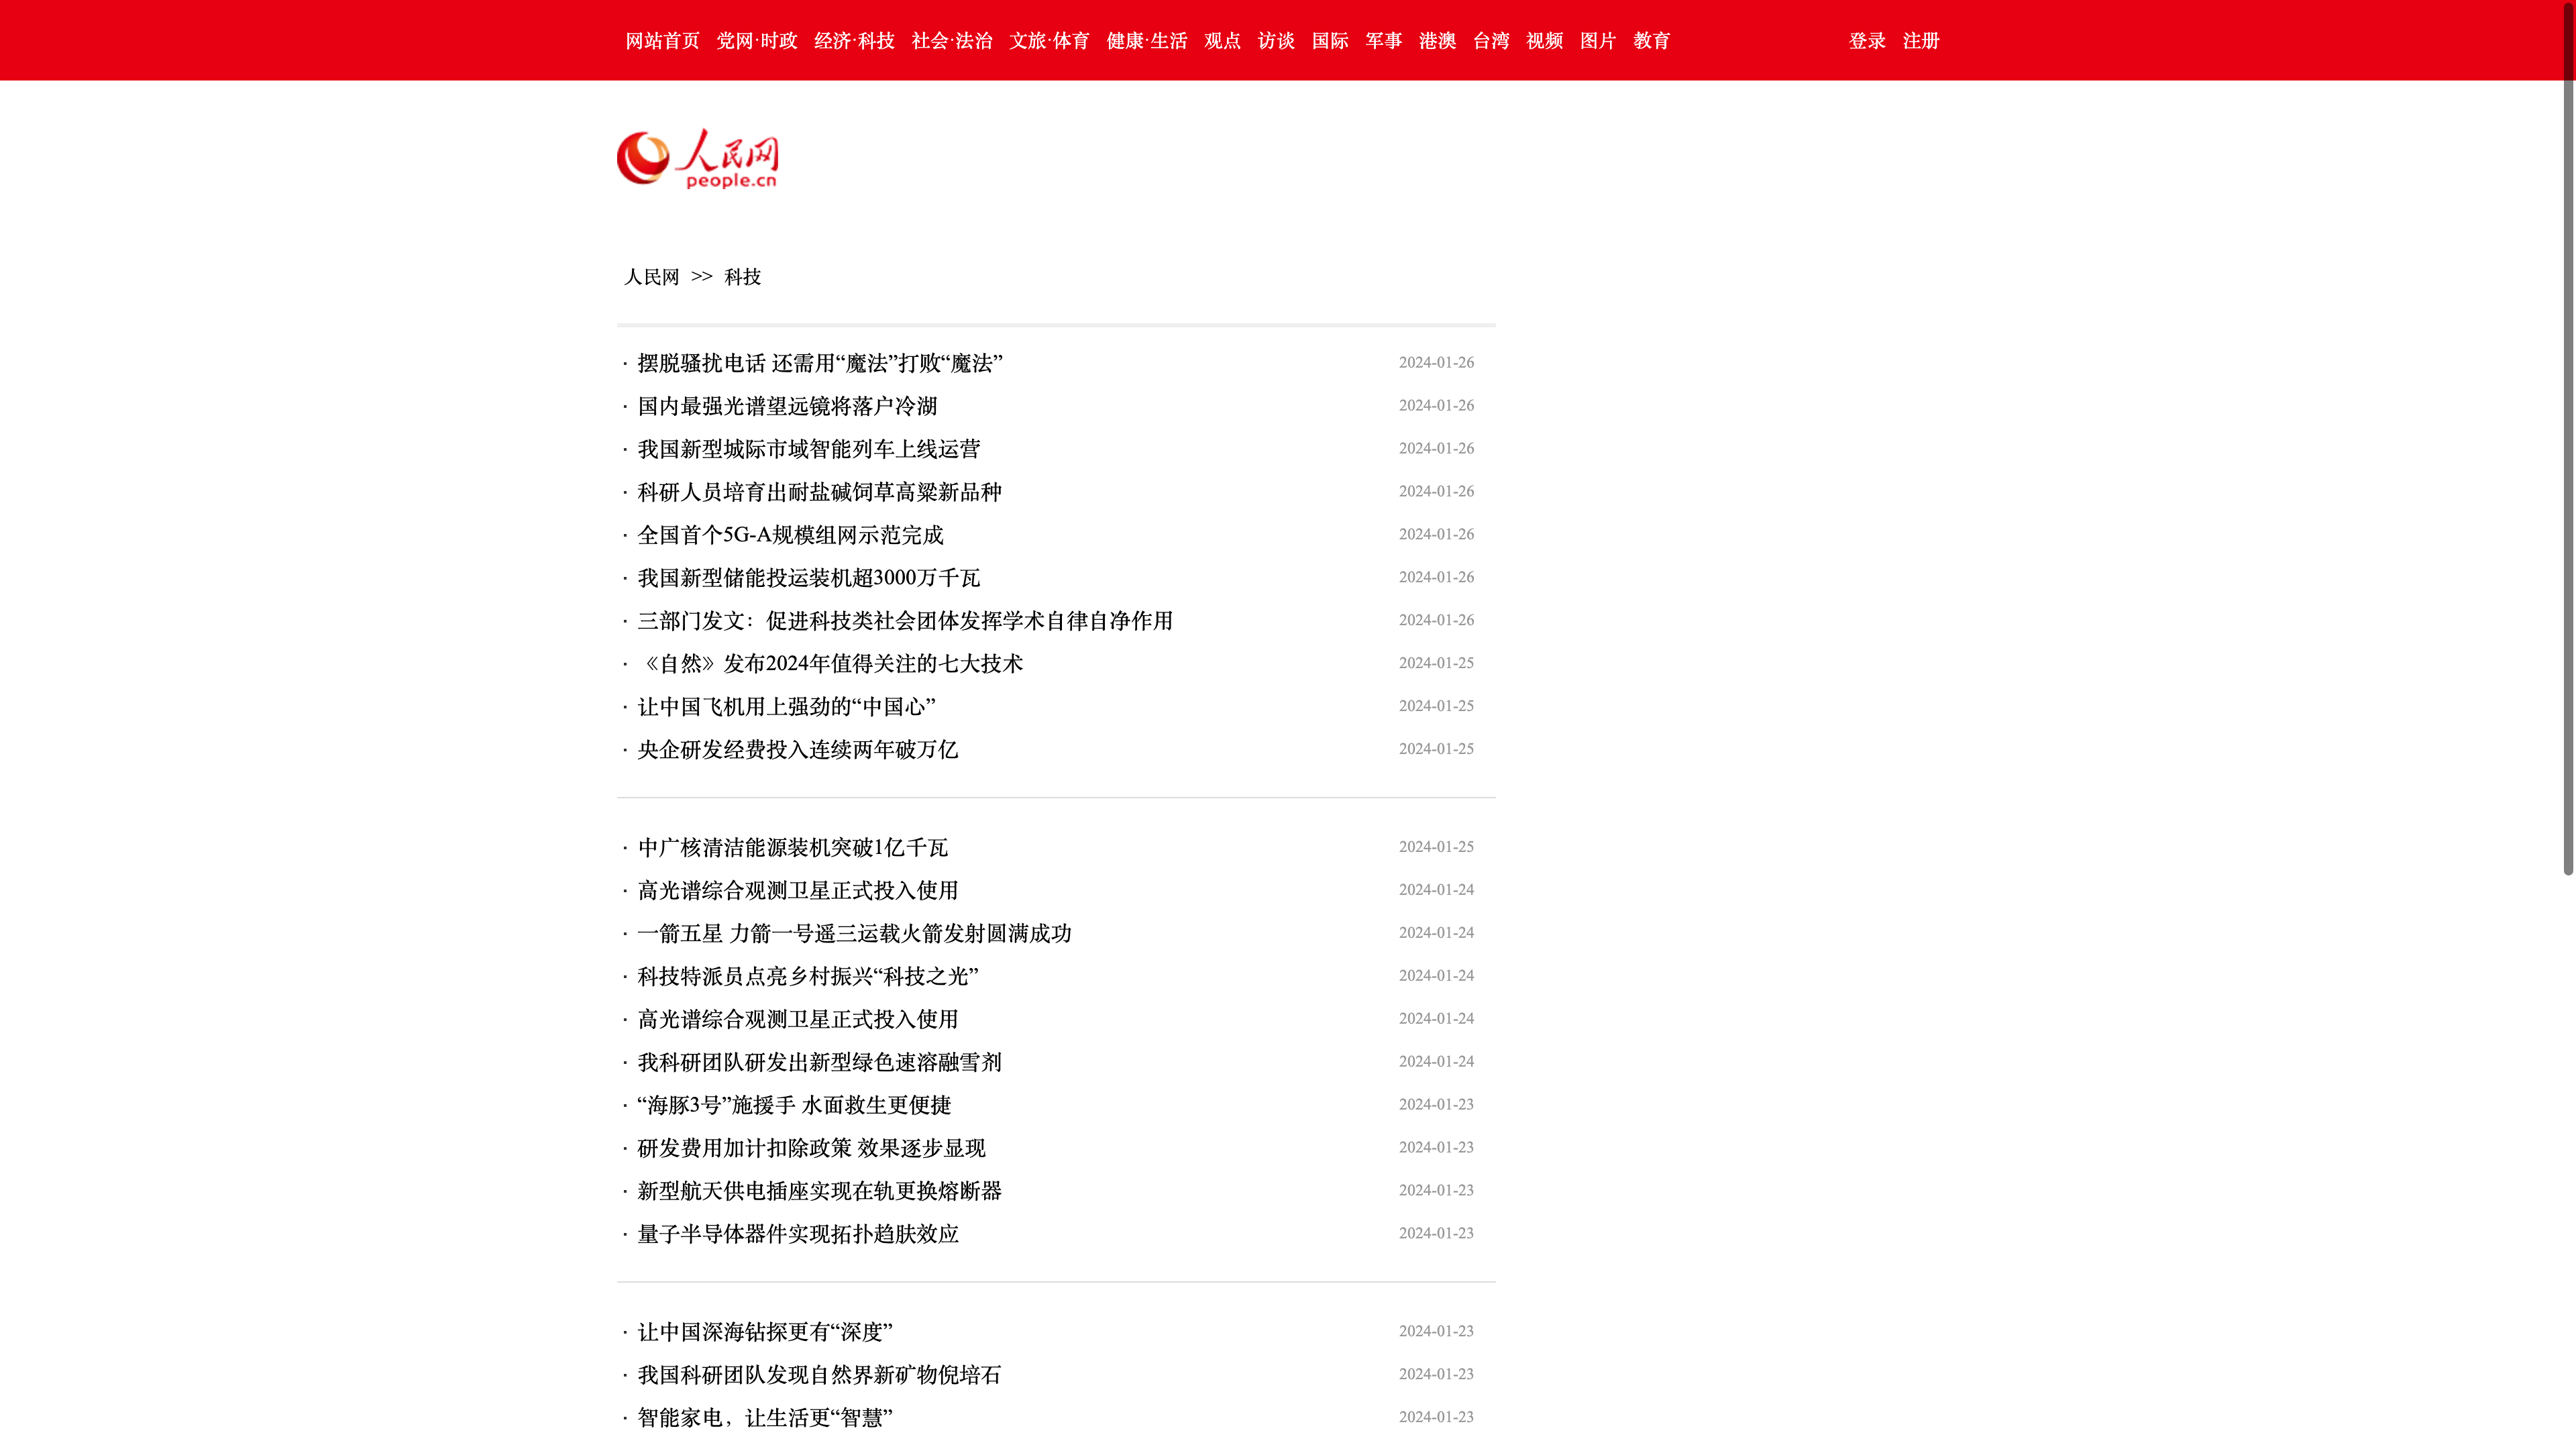 网站首页 党网·时政 经济·科技 社会·法治 文旅·体育 健康·生活 观点 访谈 国际 军事 港澳 台湾 视频 图片 教育 登录 注册
人民网
people.cn
人民网 >> 科技
· 摆脱骚扰电话 还需用“魔法”打败“魔法” 2024-01-26
· 国内最强光谱望远镜将落户冷湖 2024-01-26
· 我国新型城际市域智能列车上线运营 2024-01-26
· 科研人员培育出耐盐碱饲草高粱新品种 2024-01-26
· 全国首个5G-A规模组网示范完成 2024-01-26
· 我国新型储能投运装机超3000万千瓦 2024-01-26
· 三部门发文：促进科技类社会团体发挥学术自律自净作用 2024-01-26
· 《自然》发布2024年值得关注的七大技术 2024-01-25
· 让中国飞机用上强劲的“中国心” 2024-01-25
· 央企研发经费投入连续两年破万亿 2024-01-25
· 中广核清洁能源装机突破1亿千瓦 2024-01-25
· 高光谱综合观测卫星正式投入使用 2024-01-24
· 一箭五星 力箭一号遥三运载火箭发射圆满成功 2024-01-24
· 科技特派员点亮乡村振兴“科技之光” 2024-01-24
· 高光谱综合观测卫星正式投入使用 2024-01-24
· 我科研团队研发出新型绿色速溶融雪剂 2024-01-24
· “海豚3号”施援手 水面救生更便捷 2024-01-23
· 研发费用加计扣除政策 效果逐步显现 2024-01-23
· 新型航天供电插座实现在轨更换熔断器 2024-01-23
· 量子半导体器件实现拓扑趋肤效应 2024-01-23
· 让中国深海钻探更有“深度” 2024-01-23
· 我国科研团队发现自然界新矿物倪培石 2024-01-23
· 智能家电，让生活更“智慧” 2024-01-23